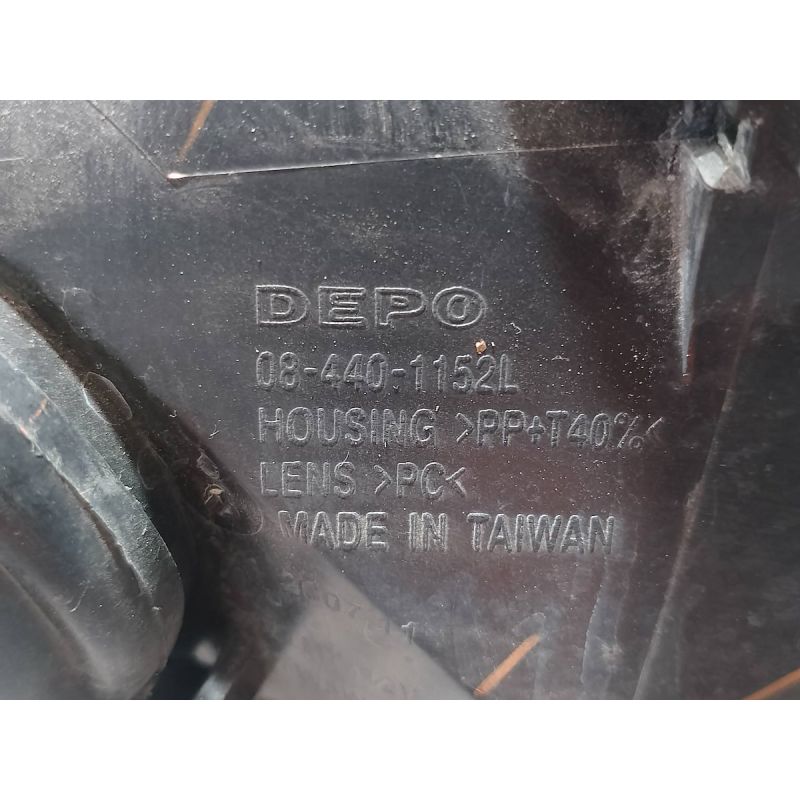 DEPO
08-440-1152L
HOUSING >PP+T40%<
LENS >PC<
MADE IN TAIWAN